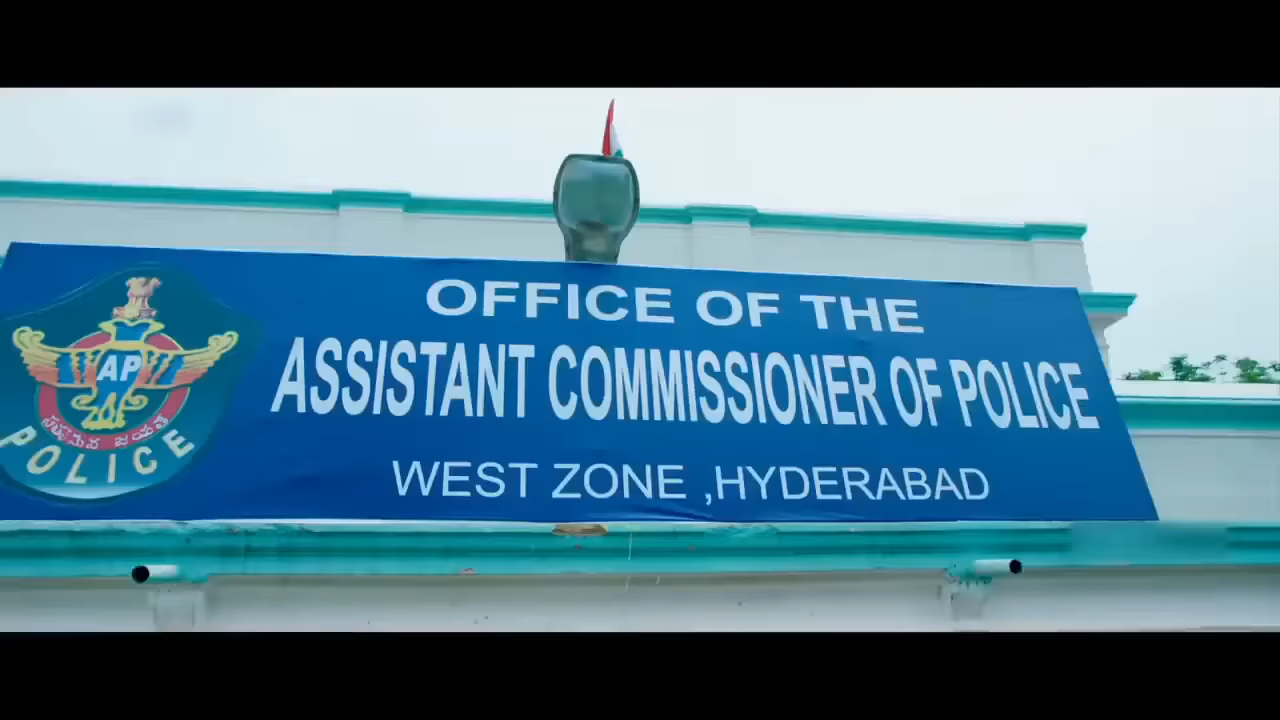 OFFICE OF THE
ASSISTANT COMMISSIONER OF POLICE
WEST ZONE ,HYDERABAD
AP
POLICE